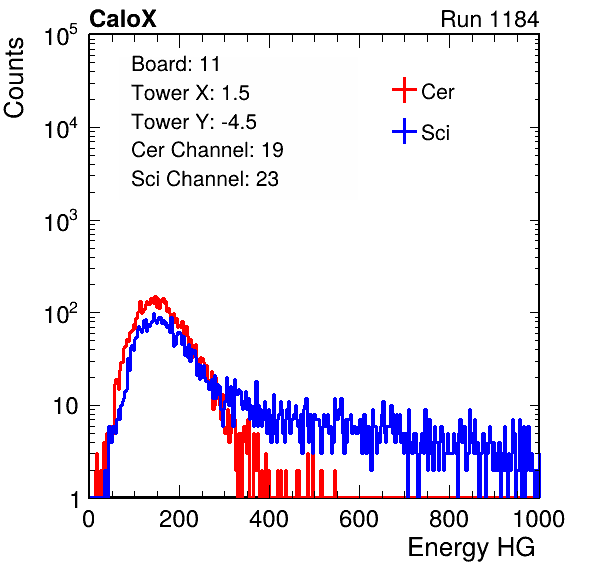 CaloX Run 1184
Counts
Board: 11
Tower X: 1.5
Tower Y: -4.5
Cer Channel: 19
Sci Channel: 23
Cer
Sci
10^5
10^4
10^3
10^2
10
1
0 200 400 600 800 1000
Energy HG